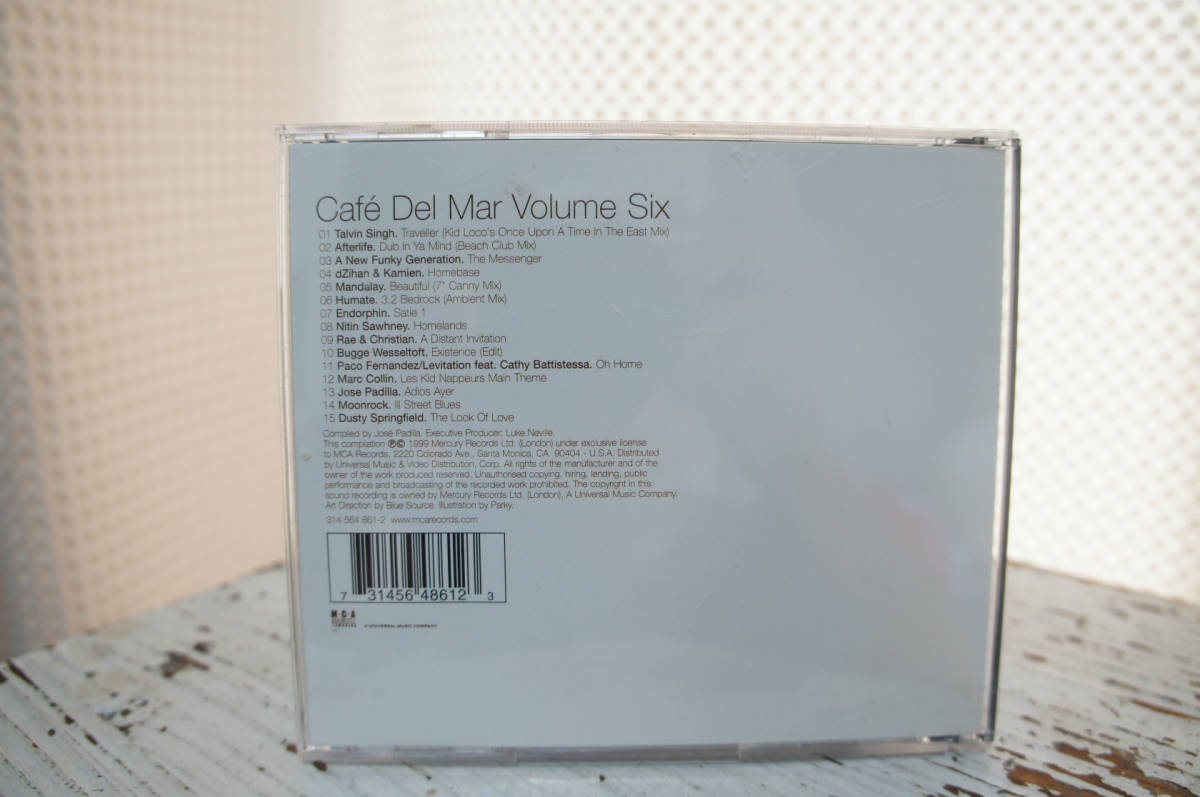 Café Del Mar Volume Six
01 Talvin Singh. Traveller (Kid Loco's Once Upon A Time In The East Mix)
02 Afterlife. Dub In Ya Mind (Beach Club Mix)
03 A New Funky Generation. The Messenger
04 dZihan & Kamien. Homebase
05 Mandalay. Beautiful (7" Canny Mix)
06 Humate. 3.2 Bedrock (Ambient Mix)
07 Endorphin. Satie 1
08 Nitin Sawhney. Homelands
09 Rae & Christian. A Distant Invitation
10 Bugge Wesseltoft. Existence (Edit)
11 Paco Fernandez/Levitation feat. Cathy Battistessa. Oh Home
12 Marc Collin. Les Kid Nappeurs Main Theme
13 Jose Padilla. Adios Ayer
14 Moonrock. Ill Street Blues
15 Dusty Springfield. The Look Of Love
Compiled by José Padilla. Executive Producer: Luke Neville.
This compilation ℗© 1999 Mercury Records Ltd. (London) under exclusive license
to MCA Records, 2220 Colorado Ave., Santa Monica, CA 90404 - U.S.A. Distributed
by Universal Music & Video Distribution, Corp. All rights of the manufacturer and of the
owner of the work produced reserved. Unauthorised copying, hiring, lending, public
performance and broadcasting of the recorded work prohibited. The copyright in this
sound recording is owned by Mercury Records Ltd. (London), A Universal Music Company.
Art Direction by Blue Source. Illustration by Parky.
314 564 861-2 www.mcarecords.com
7 31456 48612 3
M·C·A
A UNIVERSAL MUSIC COMPANY